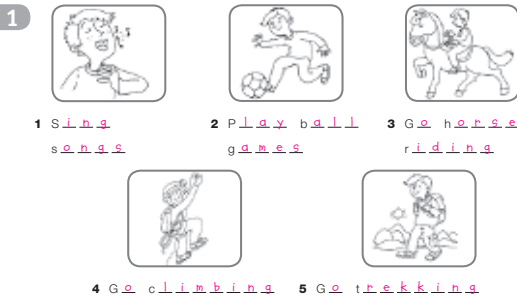 1
1 Sing
songs
2 Play ball
games
3 Go horse
riding
4 Go climbing
5 Go trekking